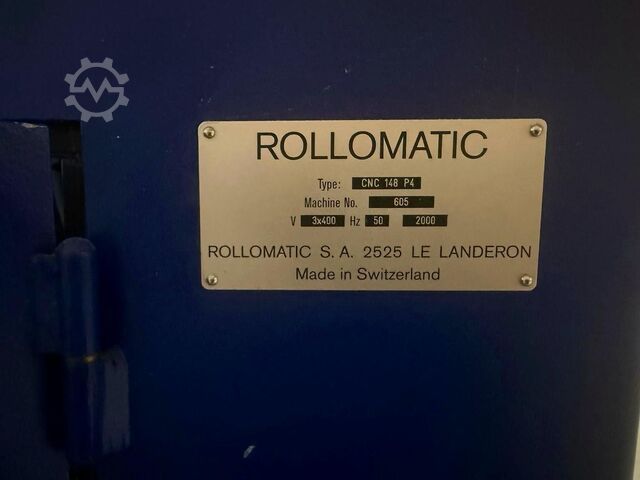 ROLLOMATIC
Type: CNC 148 P4
Machine No. 605
V 3x400 Hz 50 2000
ROLLOMATIC S. A. 2525 LE LANDERON
Made in Switzerland